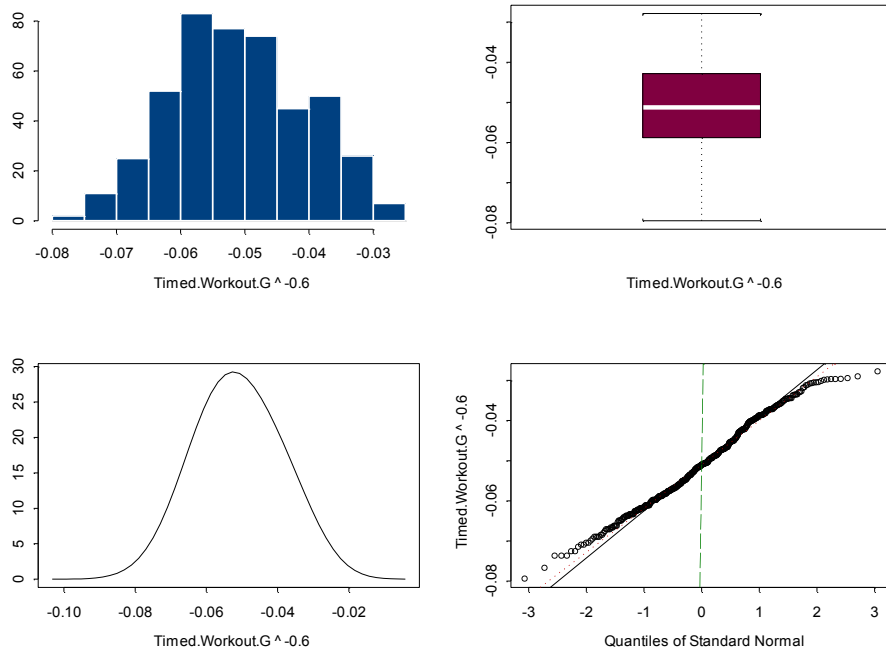 80
60
40
20
0
-0.08 -0.07 -0.06 -0.05 -0.04 -0.03
Timed.Workout.G ^ -0.6
-0.04
-0.06
-0.08
Timed.Workout.G ^ -0.6
30
25
20
15
10
5
0
-0.10 -0.08 -0.06 -0.04 -0.02
Timed.Workout.G ^ -0.6
Timed.Workout.G ^ -0.6
-0.04
-0.06
-0.08
-3 -2 -1 0 1 2 3
Quantiles of Standard Normal